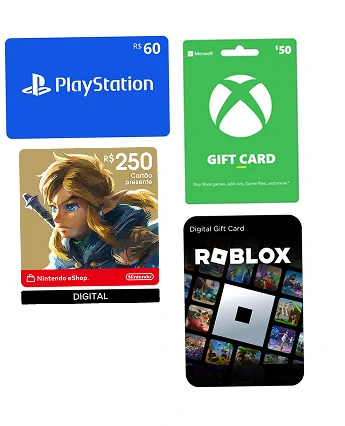 R$ 60
PlayStation
Microsoft
$50
GIFT CARD
Buy Xbox games, add-ons, Game Pass, and more.*
R$ 250
Cartão
presente
Nintendo eShop
Nintendo
DIGITAL
Digital Gift Card
ROBLOX